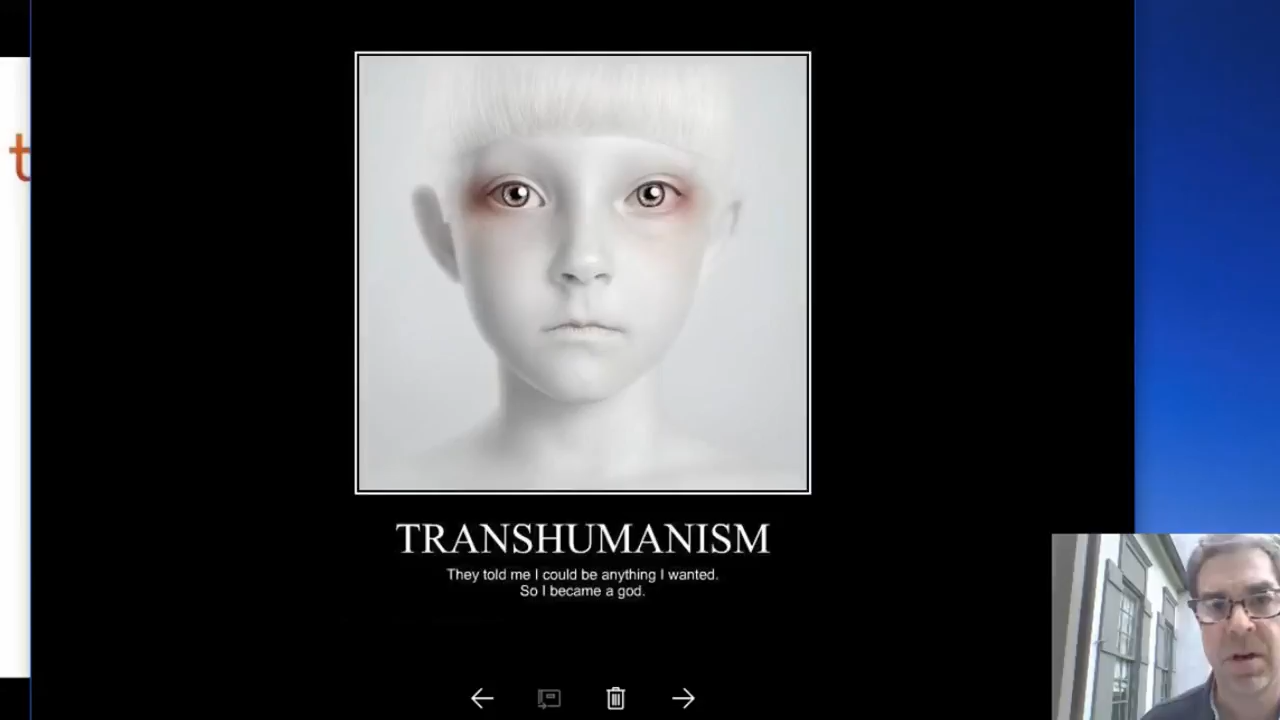 t
TRANSHUMANISM
They told me I could be anything I wanted.
So I became a god.